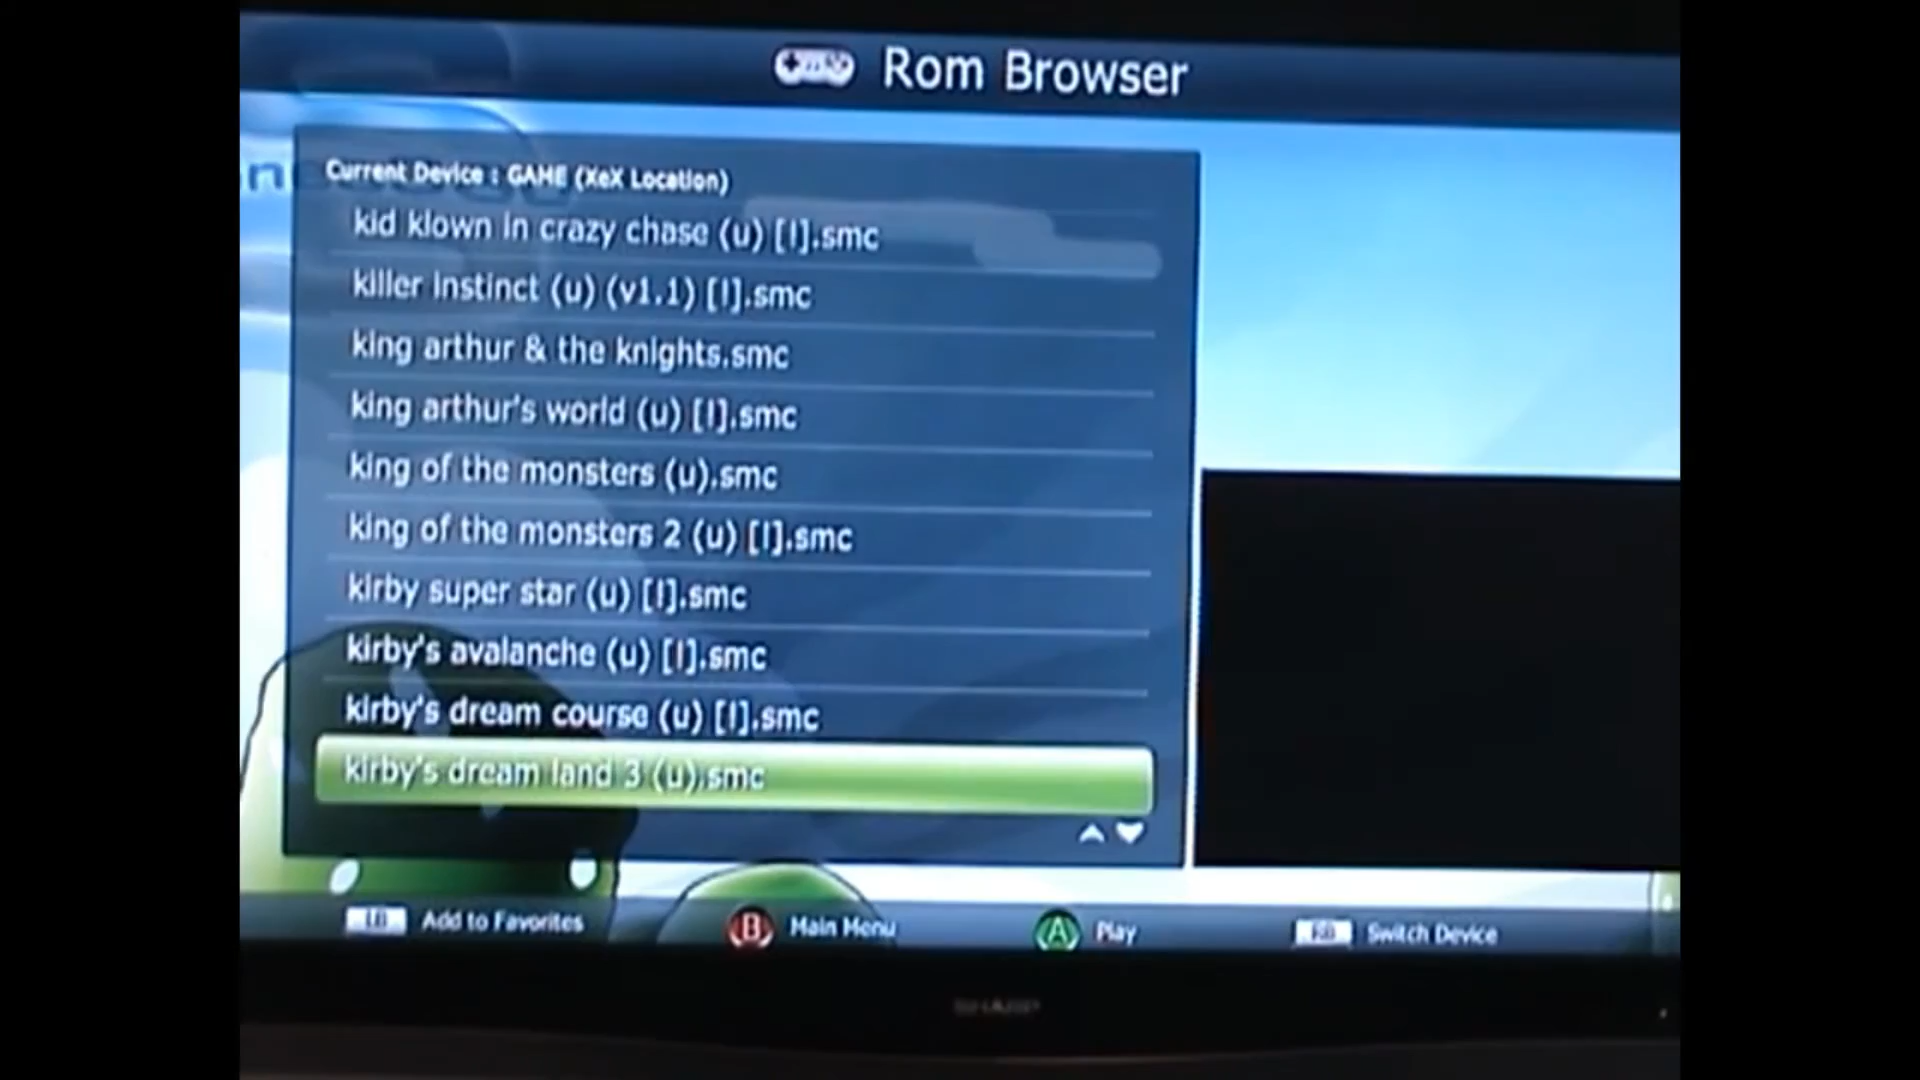 Rom Browser
Current Device : GAME (XeX Location)
kid klown in crazy chase (u) [!].smc
killer instinct (u) (v1.1) [!].smc
king arthur & the knights.smc
king arthur's world (u) [!].smc
king of the monsters (u).smc
king of the monsters 2 (u) [!].smc
kirby super star (u) [!].smc
kirby's avalanche (u) [!].smc
kirby's dream course (u) [!].smc
kirby's dream land 3 (u).smc
LB Add to Favorites B Main Menu A Play RB Switch Device
SHARP